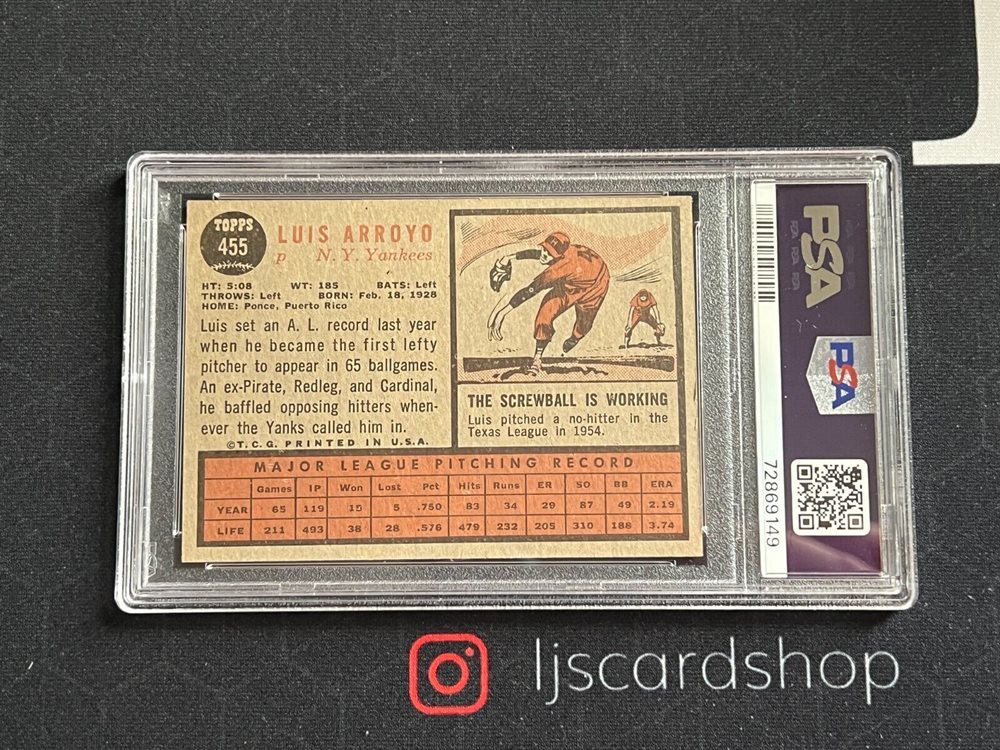 TOPPS
455
LUIS ARROYO
p N. Y. Yankees
HT: 5:08 WT: 185 BATS: Left
THROWS: Left BORN: Feb. 18, 1928
HOME: Ponce, Puerto Rico
Luis set an A. L. record last year
when he became the first lefty
pitcher to appear in 65 ballgames.
An ex-Pirate, Redleg, and Cardinal,
he baffled opposing hitters when-
ever the Yanks called him in.
©T. C. G. PRINTED IN U.S.A.
THE SCREWBALL IS WORKING
Luis pitched a no-hitter in the
Texas League in 1954.
MAJOR LEAGUE PITCHING RECORD
Games IP Won Lost Pct Hits Runs ER SO BB ERA
YEAR 65 119 15 5 .750 83 34 29 87 49 2.19
LIFE 211 493 38 28 .576 479 232 205 310 188 3.74
PSA
PSA
72869149
ljscardshop